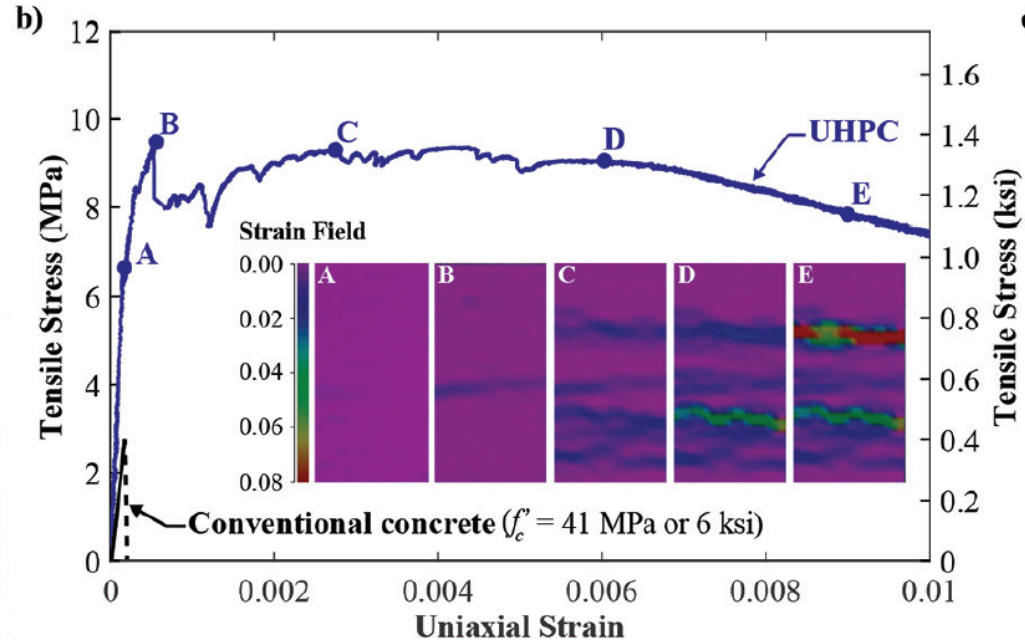 b)
12
10
8
6
4
2
0
Tensile Stress (MPa)
B
C
D
E
A
UHPC
Strain Field
0.00
0.02
0.04
0.06
0.08
A
B
C
D
E
Conventional concrete (f'c = 41 MPa or 6 ksi)
1.6
1.4
1.2
1.0
0.8
0.6
0.4
0.2
0
Tensile Stress (ksi)
0
0.002
0.004
0.006
0.008
0.01
Uniaxial Strain